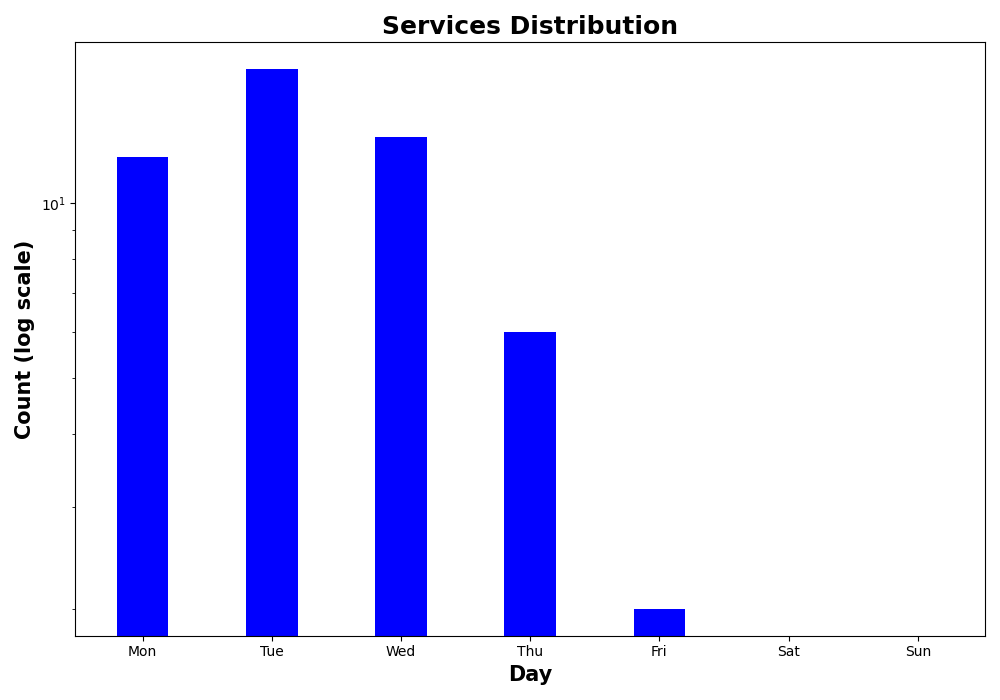 Services Distribution
Count (log scale)
10¹
Mon Tue Wed Thu Fri Sat Sun
Day